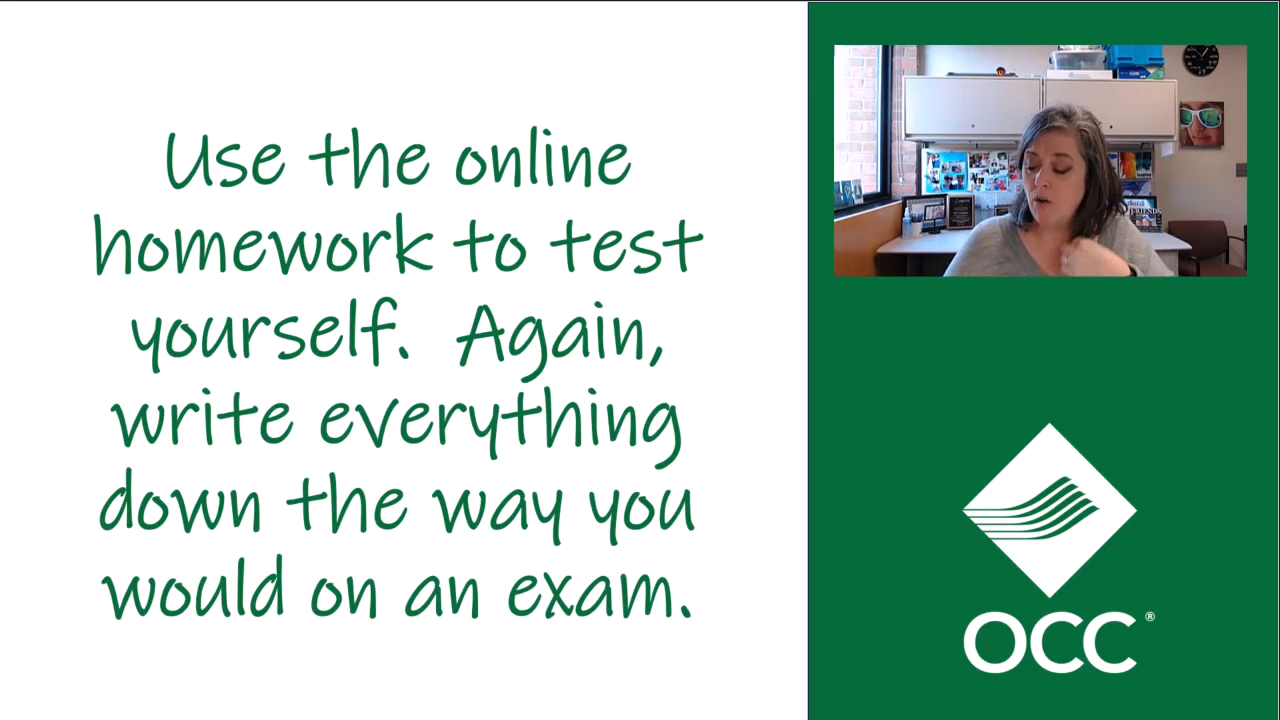 Use the online
homework to test
yourself. Again,
write everything
down the way you
would on an exam.
OCC®